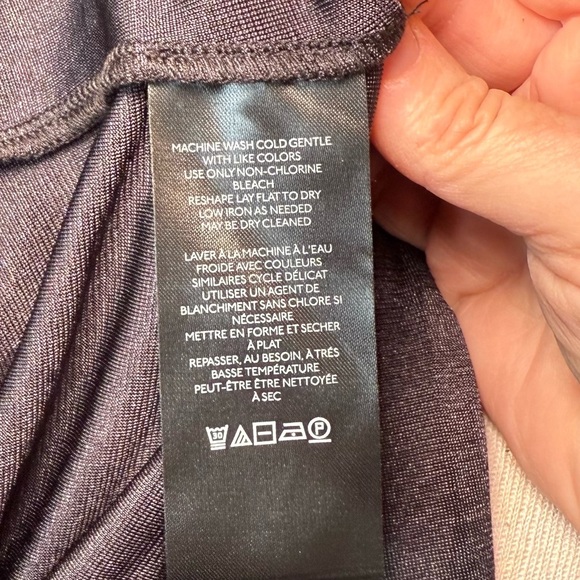 MACHINE WASH COLD GENTLE
WITH LIKE COLORS
USE ONLY NON-CHLORINE
BLEACH
RESHAPE LAY FLAT TO DRY
LOW IRON AS NEEDED
MAY BE DRY CLEANED
LAVER À LA MACHINE À L'EAU
FROIDE AVEC COULEURS
SIMILAIRES CYCLE DÉLICAT
UTILISER UN AGENT DE
BLANCHIMENT SANS CHLORE SI
NÉCESSAIRE
METTRE EN FORME ET SECHER
À PLAT
REPASSER, AU BESOIN, À TRÈS
BASSE TEMPÉRATURE
PEUT-ÊTRE ÊTRE NETTOYÉE
À SEC
30 P